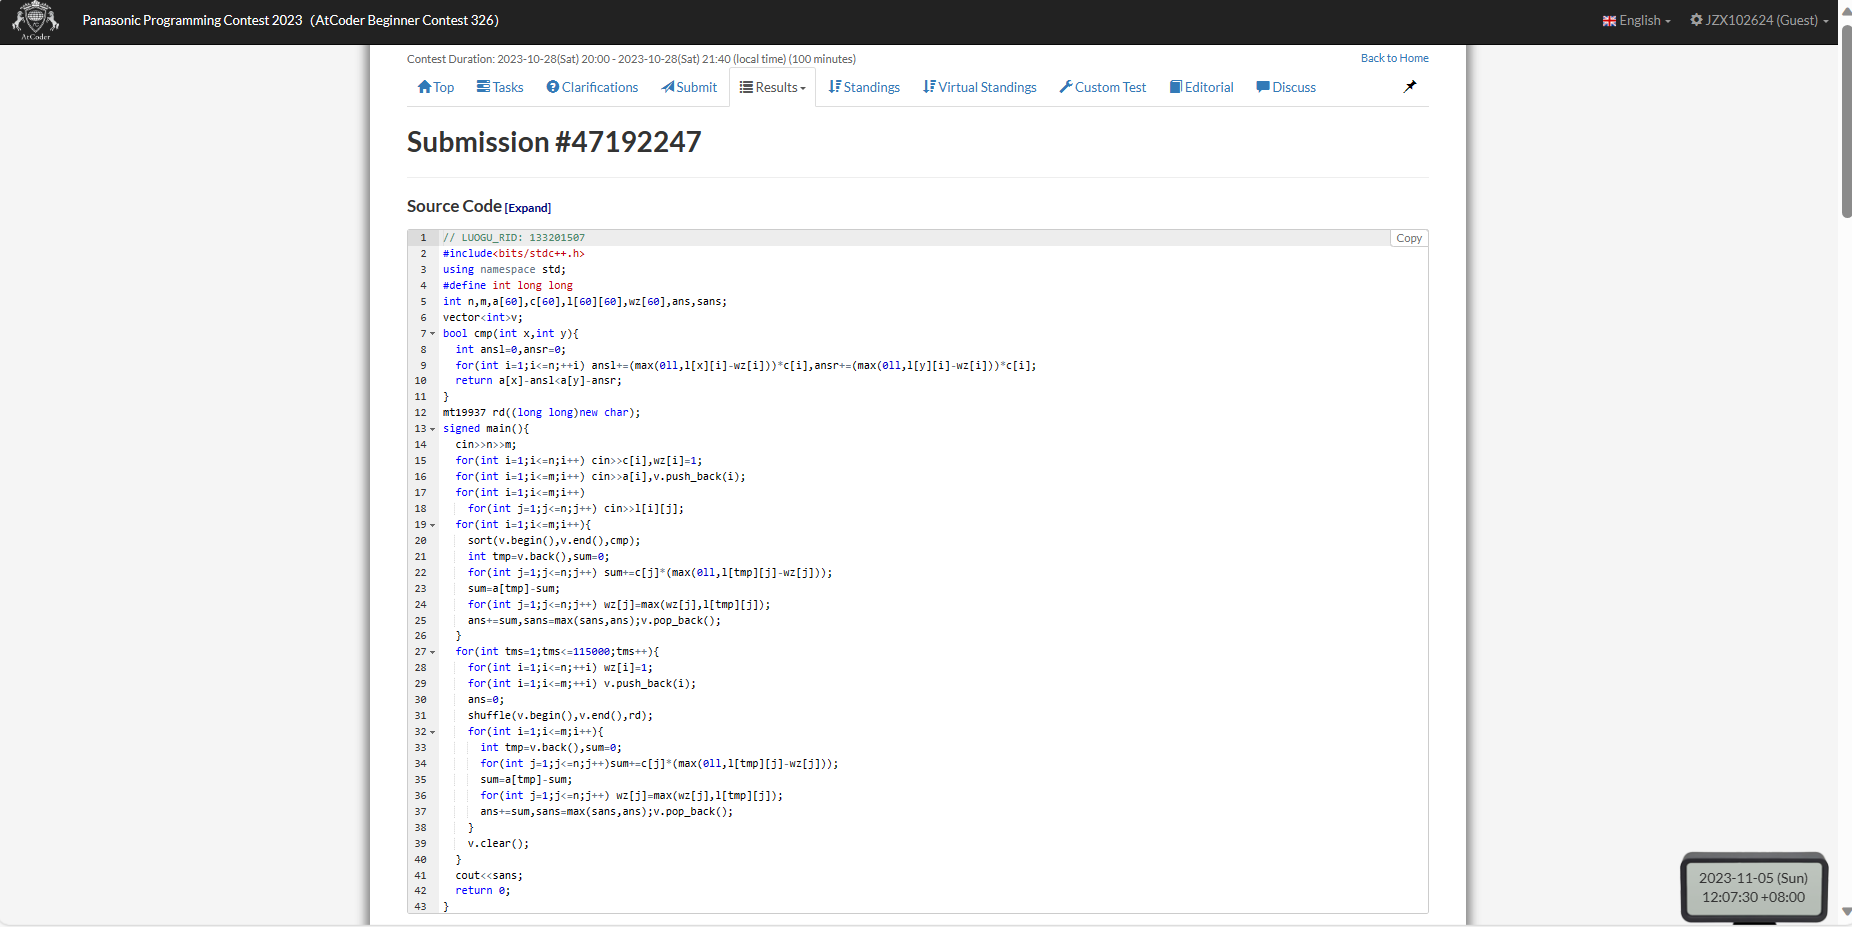 AtCoder
Panasonic Programming Contest 2023 (AtCoder Beginner Contest 326)
English
JZX102624 (Guest)
Contest Duration: 2023-10-28(Sat) 20:00 - 2023-10-28(Sat) 21:40 (local time) (100 minutes)
Back to Home
Top
Tasks
Clarifications
Submit
Results
Standings
Virtual Standings
Custom Test
Editorial
Discuss
Submission #47192247
Source Code [Expand]
Copy
1 // LUOGU_RID: 133201507
2 #include<bits/stdc++.h>
3 using namespace std;
4 #define int long long
5 int n,m,a[60],c[60],l[60][60],wz[60],ans,sans;
6 vector<int>v;
7 bool cmp(int x,int y){
8 int ansl=0,ansr=0;
9 for(int i=1;i<=n;++i) ansl+=(max(0ll,l[x][i]-wz[i]))*c[i],ansr+=(max(0ll,l[y][i]-wz[i]))*c[i];
10 return a[x]-ansl<a[y]-ansr;
11 }
12 mt19937 rd((long long)new char);
13 signed main(){
14 cin>>n>>m;
15 for(int i=1;i<=n;i++) cin>>c[i],wz[i]=1;
16 for(int i=1;i<=m;i++) cin>>a[i],v.push_back(i);
17 for(int i=1;i<=m;i++)
18 for(int j=1;j<=n;j++) cin>>l[i][j];
19 for(int i=1;i<=m;i++){
20 sort(v.begin(),v.end(),cmp);
21 int tmp=v.back(),sum=0;
22 for(int j=1;j<=n;j++) sum+=c[j]*(max(0ll,l[tmp][j]-wz[j]));
23 sum=a[tmp]-sum;
24 for(int j=1;j<=n;j++) wz[j]=max(wz[j],l[tmp][j]);
25 ans+=sum,sans=max(sans,ans);v.pop_back();
26 }
27 for(int tms=1;tms<=115000;tms++){
28 for(int i=1;i<=n;++i) wz[i]=1;
29 for(int i=1;i<=m;++i) v.push_back(i);
30 ans=0;
31 shuffle(v.begin(),v.end(),rd);
32 for(int i=1;i<=m;i++){
33 int tmp=v.back(),sum=0;
34 for(int j=1;j<=n;j++)sum+=c[j]*(max(0ll,l[tmp][j]-wz[j]));
35 sum=a[tmp]-sum;
36 for(int j=1;j<=n;j++) wz[j]=max(wz[j],l[tmp][j]);
37 ans+=sum,sans=max(sans,ans);v.pop_back();
38 }
39 v.clear();
40 }
41 cout<<sans;
42 return 0;
43 }
2023-11-05 (Sun)
12:07:30 +08:00